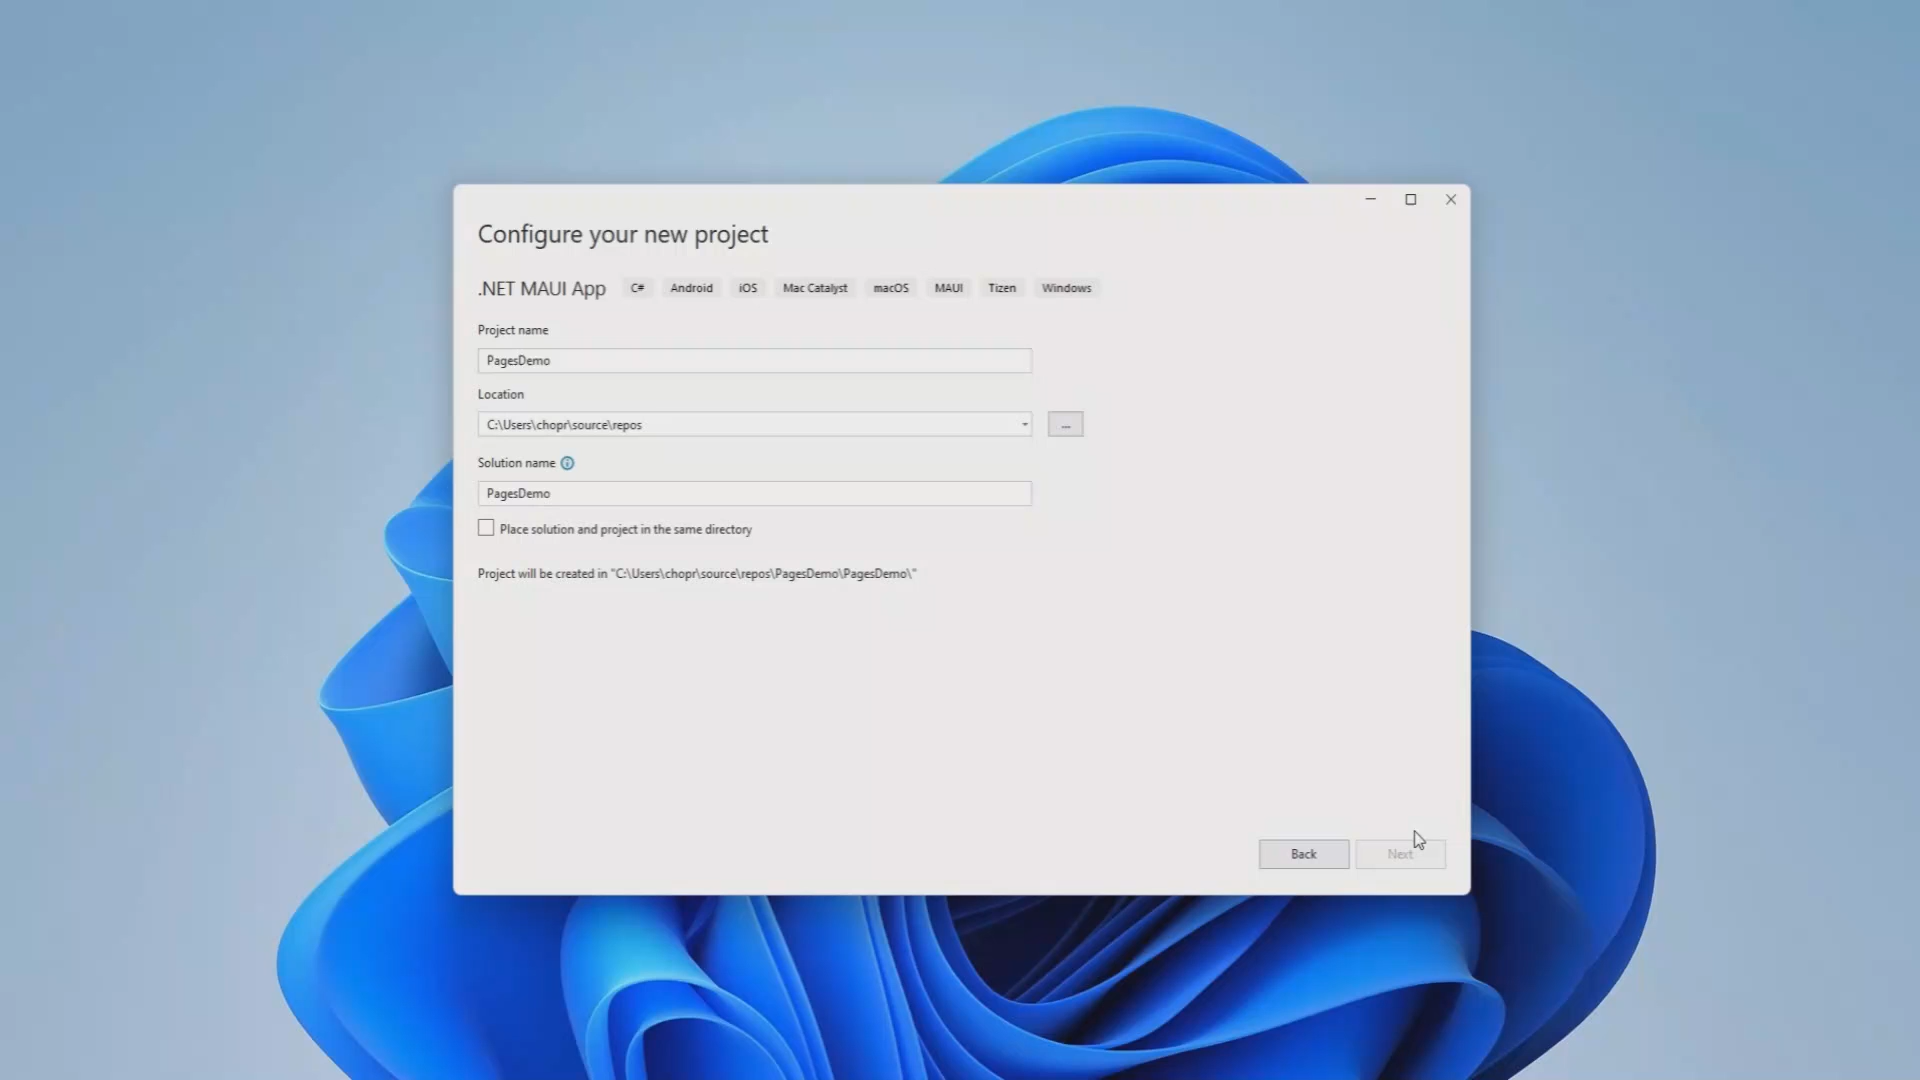 Configure your new project
.NET MAUI App C# Android iOS Mac Catalyst macOS MAUI Tizen Windows
Project name
PagesDemo
Location
C:\Users\chopr\source\repos
...
Solution name
PagesDemo
Place solution and project in the same directory
Project will be created in "C:\Users\chopr\source\repos\PagesDemo\PagesDemo\"
Back Next